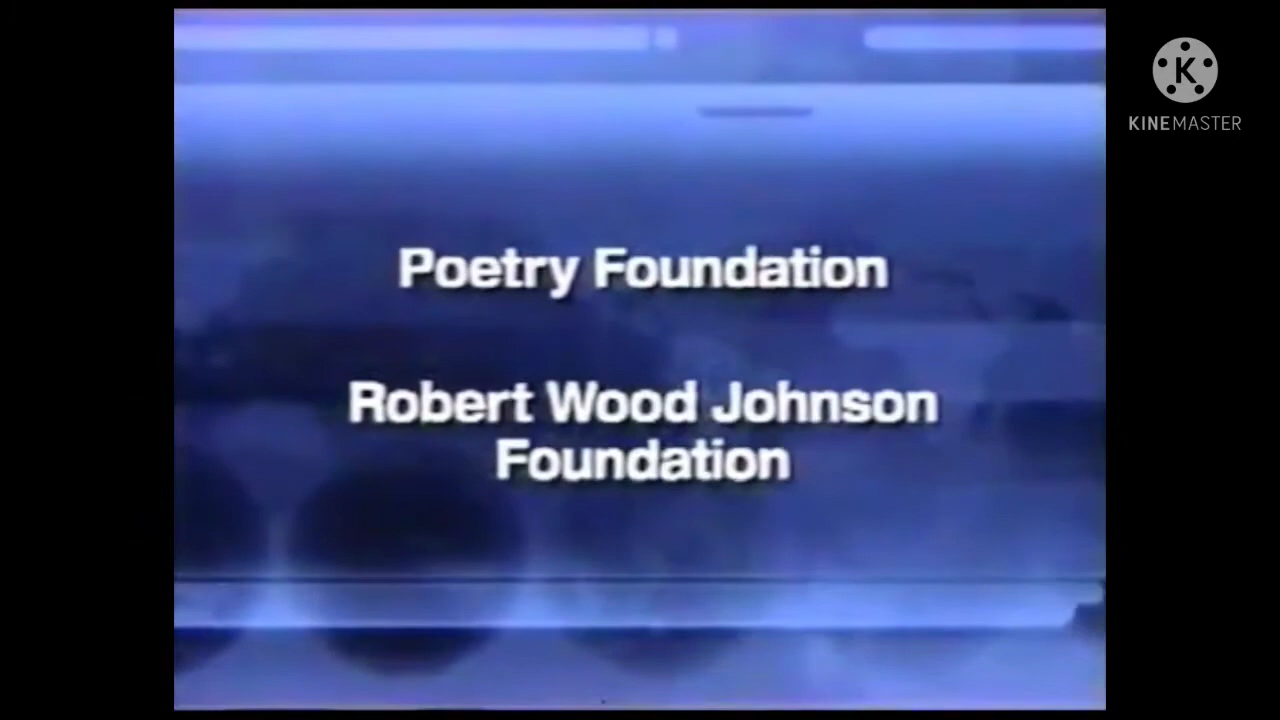 Poetry Foundation
Robert Wood Johnson
Foundation
K
KINEMASTER